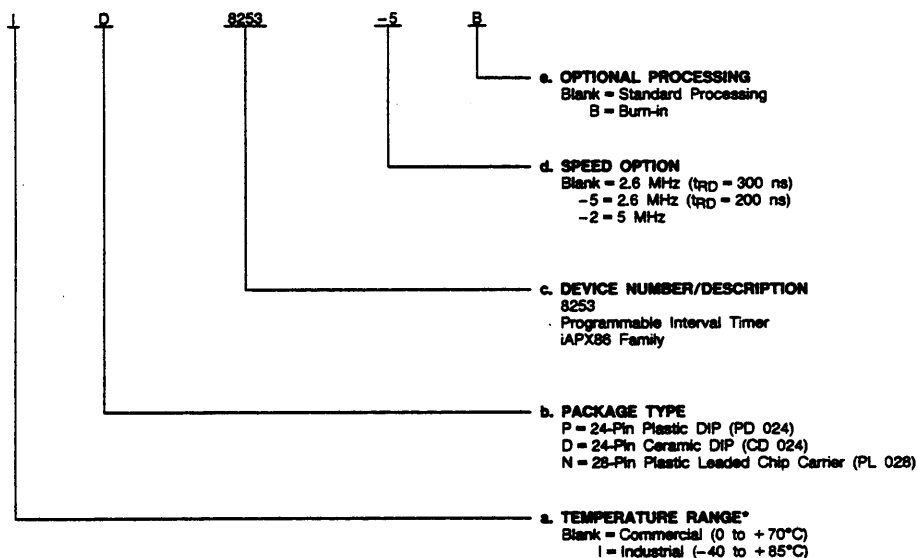 I D 8253 -5 B
e. OPTIONAL PROCESSING
Blank = Standard Processing
B = Burn-in
d. SPEED OPTION
Blank = 2.6 MHz (tRD = 300 ns)
-5 = 2.6 MHz (tRD = 200 ns)
-2 = 5 MHz
c. DEVICE NUMBER/DESCRIPTION
8253
Programmable Interval Timer
iAPX86 Family
b. PACKAGE TYPE
P = 24-Pin Plastic DIP (PD 024)
D = 24-Pin Ceramic DIP (CD 024)
N = 28-Pin Plastic Leaded Chip Carrier (PL 028)
a. TEMPERATURE RANGE*
Blank = Commercial (0 to +70°C)
I = Industrial (-40 to +85°C)